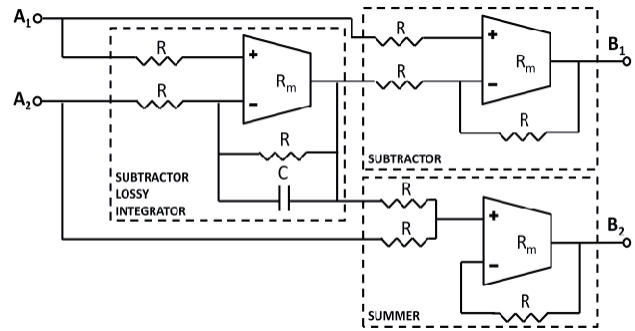 A1
R
+
R
R
+
Rm
B1
Rm
R
A2
R
−
−
R
R
SUBTRACTOR
C
SUBTRACTOR
LOSSY
INTEGRATOR
R
+
B2
R
Rm
−
R
SUMMER